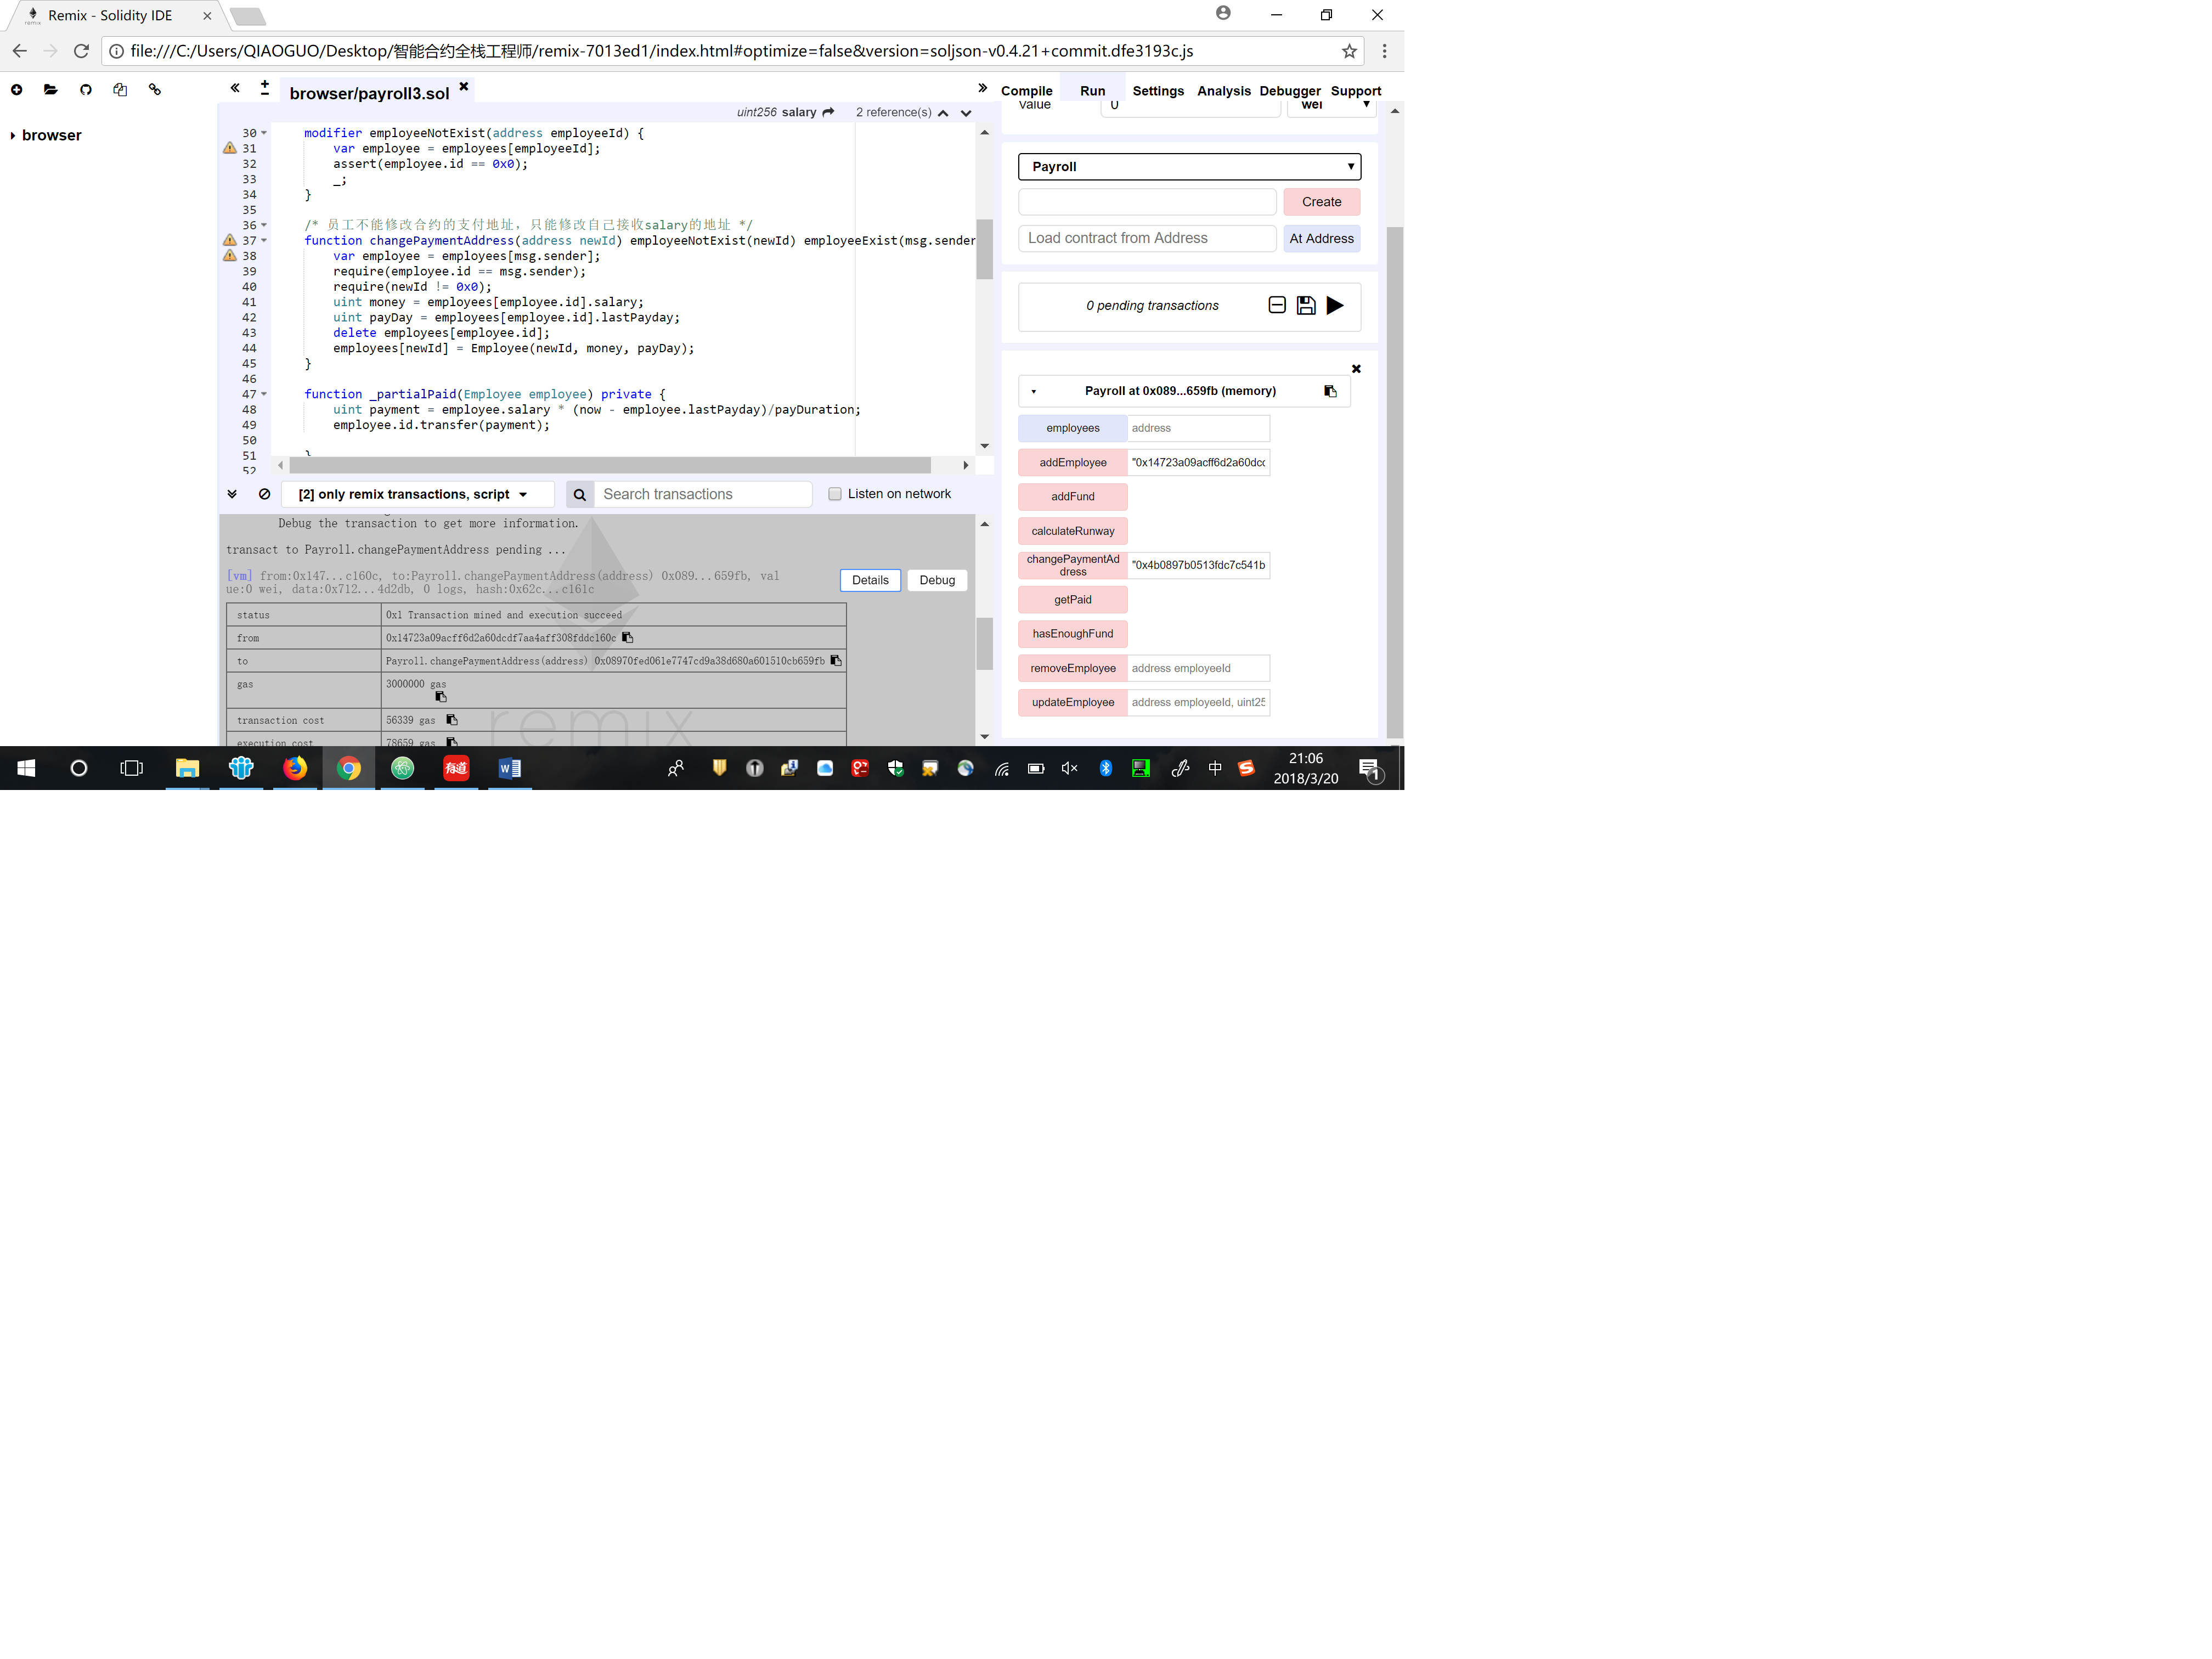 Remix - Solidity IDE
file:///C:/Users/QIAOGUO/Desktop/智能合约全栈工程师/remix-7013ed1/index.html#optimize=false&version=soljson-v0.4.21+commit.dfe3193c.js
browser/payroll3.sol
Compile Run Settings Analysis Debugger Support
browser
uint256 salary 2 reference(s)
30 modifier employeeNotExist(address employeeId) {
31 var employee = employees[employeeId];
32 assert(employee.id == 0x0);
33 _;
34 }
35
36 /* 员工不能修改合约的支付地址，只能修改自己接收salary的地址 */
37 function changePaymentAddress(address newId) employeeNotExist(newId) employeeExist(msg.sender
38 var employee = employees[msg.sender];
39 require(employee.id == msg.sender);
40 require(newId != 0x0);
41 uint money = employees[employee.id].salary;
42 uint payDay = employees[employee.id].lastPayday;
43 delete employees[employee.id];
44 employees[newId] = Employee(newId, money, payDay);
45 }
46
47 function _partialPaid(Employee employee) private {
48 uint payment = employee.salary * (now - employee.lastPayday)/payDuration;
49 employee.id.transfer(payment);
50
51 }
52
[2] only remix transactions, script
Search transactions
Listen on network
Debug the transaction to get more information.
transact to Payroll.changePaymentAddress pending ...
[vm] from:0x147...c160c, to:Payroll.changePaymentAddress(address) 0x089...659fb, val
ue:0 wei, data:0x712...4d2db, 0 logs, hash:0x62c...c161c
Details Debug
status 0x1 Transaction mined and execution succeed
from 0x14723a09acff6d2a60dcdf7aa4aff308fddc160c
to Payroll.changePaymentAddress(address) 0x08970fed061e7747cd9a38d680a601510cb659fb
gas 3000000 gas
transaction cost 56339 gas
execution cost 78659 gas
remix
Value 0 wei
Payroll
Create
Load contract from Address At Address
0 pending transactions
Payroll at 0x089...659fb (memory)
employees address
addEmployee "0x14723a09acff6d2a60dcc
addFund
calculateRunway
changePaymentAd
dress "0x4b0897b0513fdc7c541b
getPaid
hasEnoughFund
removeEmployee address employeeId
updateEmployee address employeeId, uint25
有道
中
21:06
2018/3/20
1